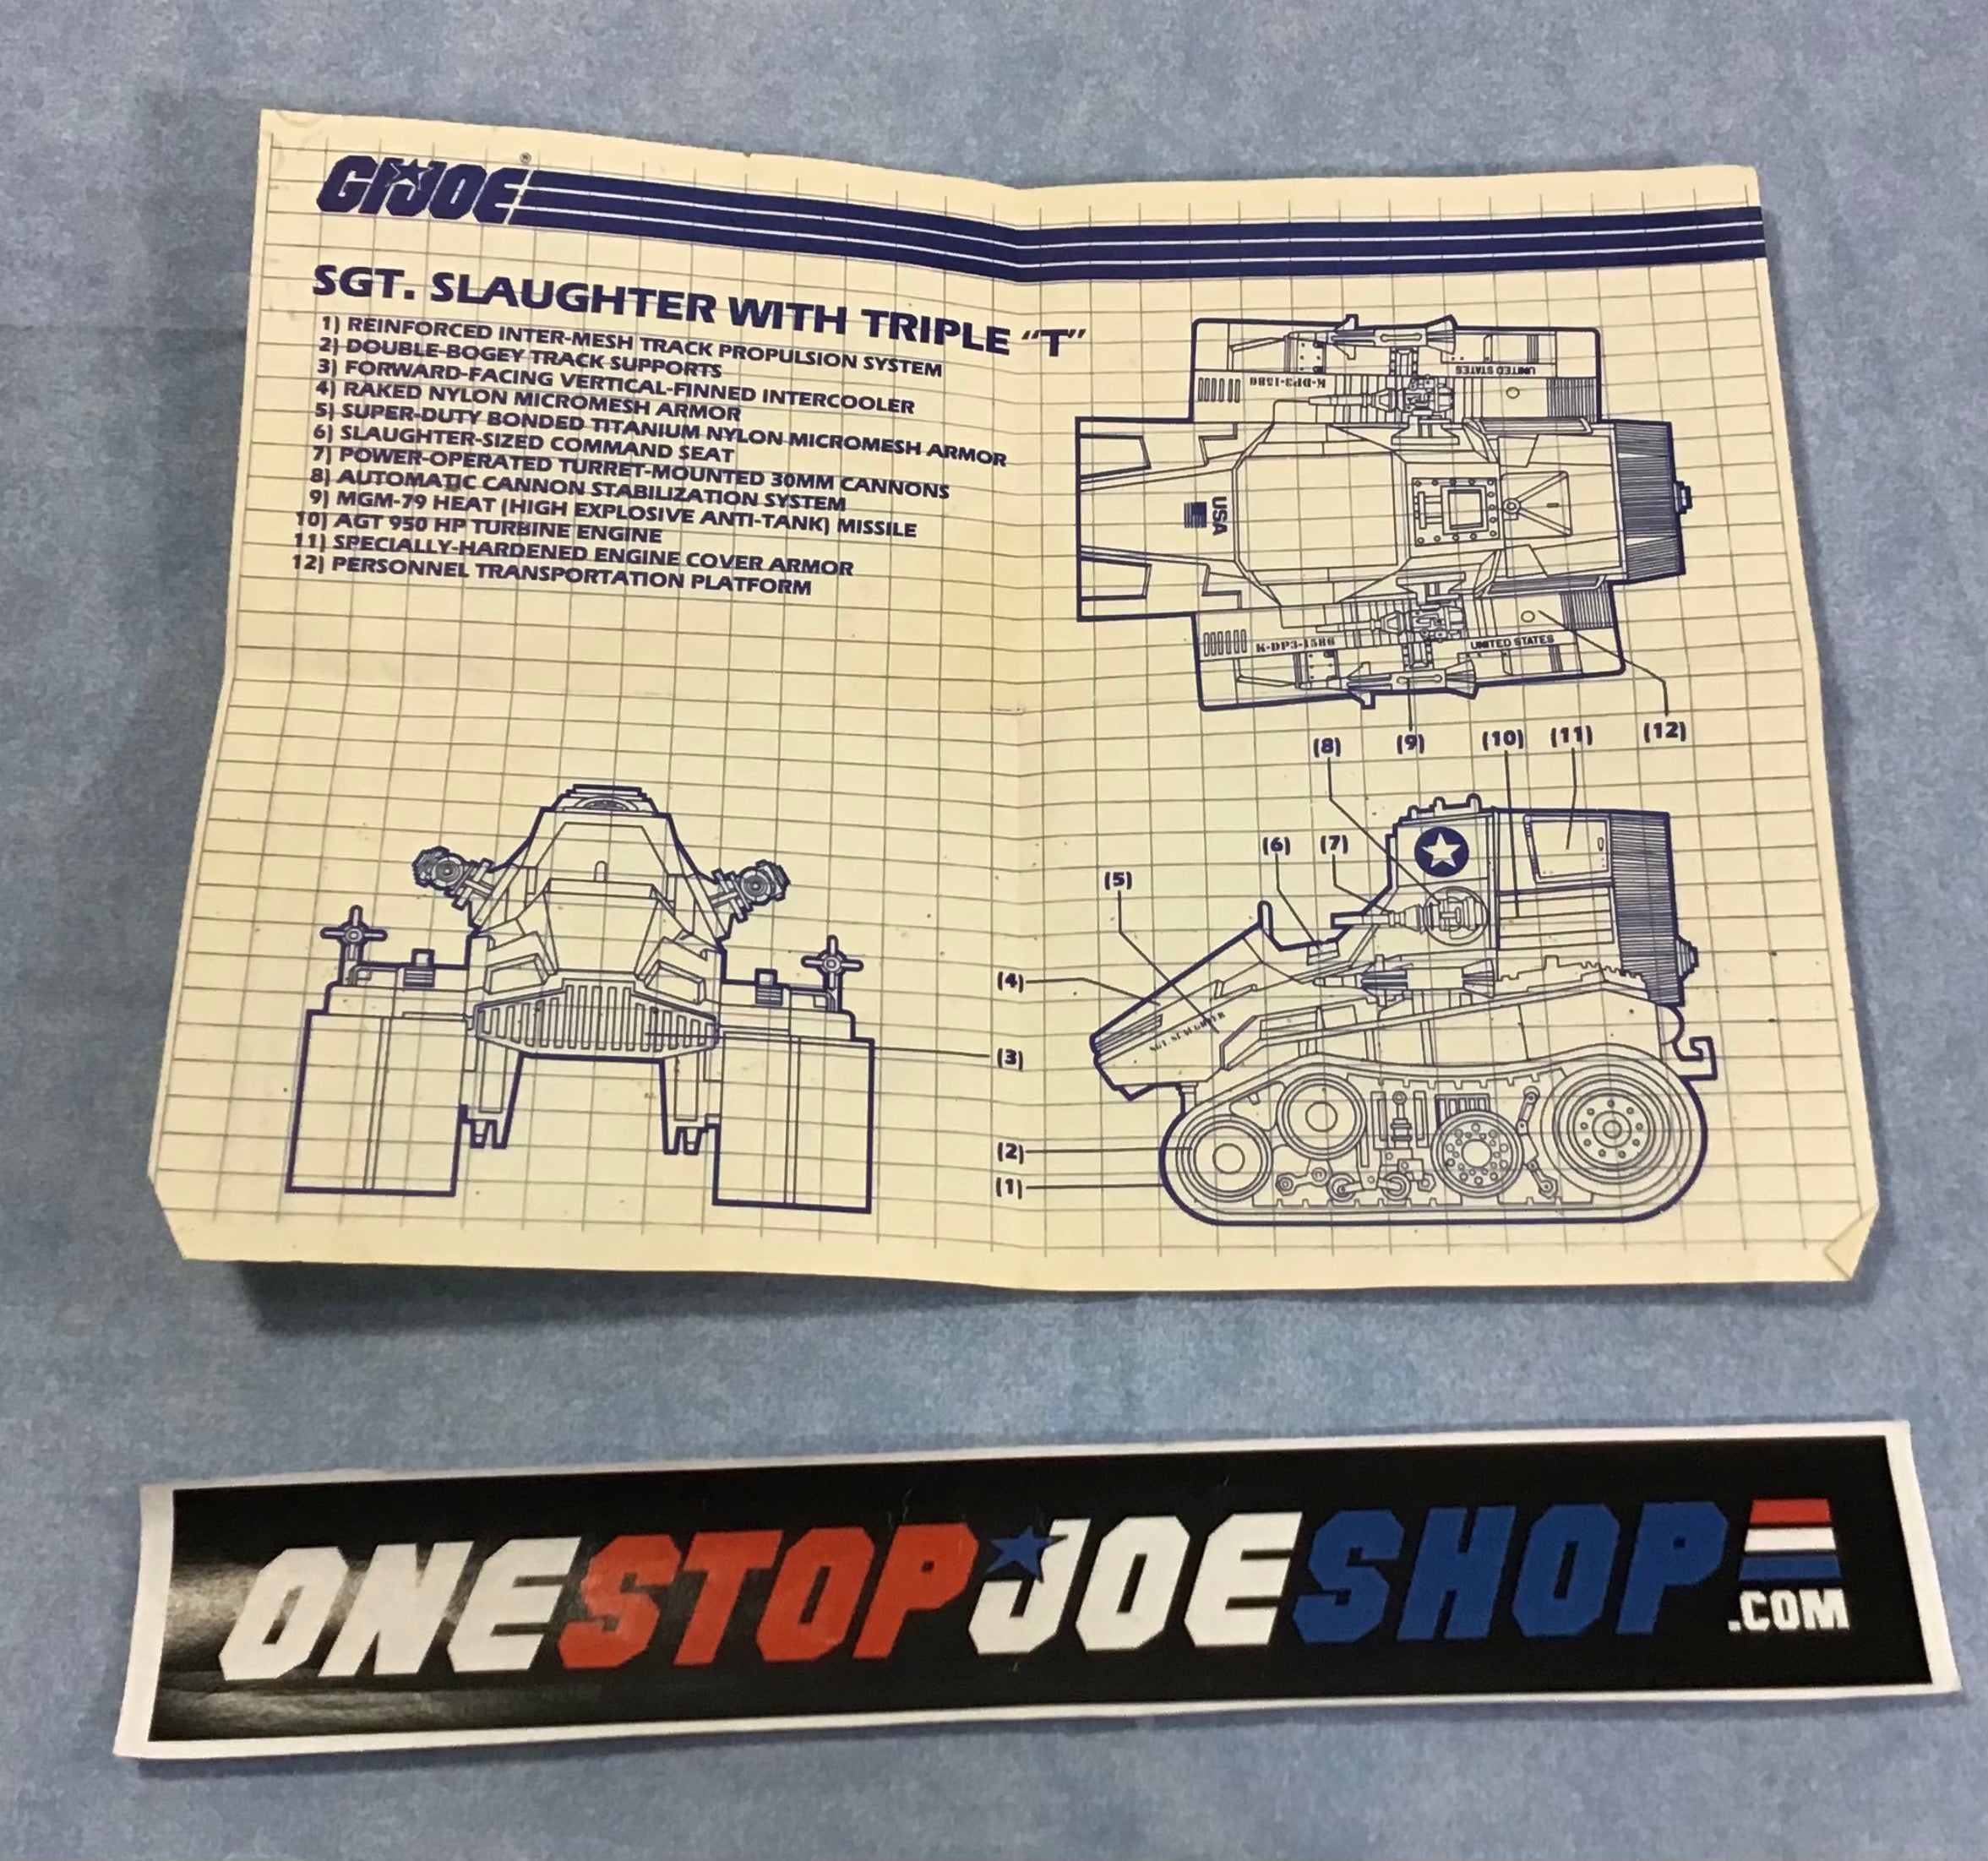 GI JOE®
SGT. SLAUGHTER WITH TRIPLE "T"
1) REINFORCED INTER-MESH TRACK PROPULSION SYSTEM
2) DOUBLE-BOGEY TRACK SUPPORTS
3) FORWARD-FACING VERTICAL-FINNED INTERCOOLER
4) RAKED NYLON MICROMESH ARMOR
5) SUPER-DUTY BONDED TITANIUM NYLON MICROMESH ARMOR
6) SLAUGHTER-SIZED COMMAND SEAT
7) POWER-OPERATED TURRET-MOUNTED 30MM CANNONS
8) AUTOMATIC CANNON STABILIZATION SYSTEM
9) MGM-79 HEAT (HIGH EXPLOSIVE ANTI-TANK) MISSILE
10) AGT 950 HP TURBINE ENGINE
11) SPECIALLY-HARDENED ENGINE COVER ARMOR
12) PERSONNEL TRANSPORTATION PLATFORM
K-DP3-1586
UNITED STATES
USA
K-DP3-1586
UNITED STATES
(8)
(9)
(10)
(11)
(12)
(6)
(7)
(5)
(4)
SGT. SLAUGHTER
(3)
(2)
(1)
ONESTOPJOESHOP
.COM